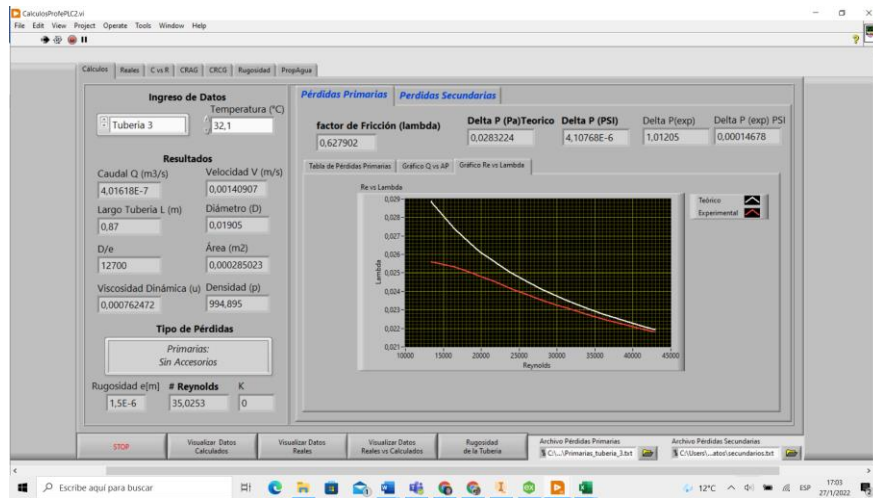 CalculosProfePLC2.vi
File Edit View Project Operate Tools Window Help
Cálculos Reales C vs R CRAG CRCG Rugosidad PropAgua
Ingreso de Datos
Temperatura (°C)
Tuberia 3
32,1
Resultados
Caudal Q (m3/s) Velocidad V (m/s)
4,01618E-7 0,00140907
Largo Tuberia L (m) Diámetro (D)
0,87 0,01905
D/e Área (m2)
12700 0,000285023
Viscosidad Dinámica (u) Densidad (p)
0,000762472 994,895
Tipo de Pérdidas
Primarias:
Sin Accesorios
Rugosidad e[m] # Reynolds K
1,5E-6 35,0253 0
Pérdidas Primarias Perdidas Secundarias
factor de Fricción (lambda) Delta P (Pa)Teorico Delta P (PSI) Delta P(exp) Delta P (exp) PSI
0,627902 0,0283224 4,10768E-6 1,01205 0,00014678
Tabla de Pérdidas Primarias Gráfico Q vs AP Gráfico Re vs Lambda
Re vs Lambda
Teórico
Experimental
0,029
0,028
0,027
0,026
0,025
0,024
0,023
0,022
0,021
Lambda
10000 15000 20000 25000 30000 35000 40000 45000
Reynolds
STOP
Visualizar Datos
Calculados
Visualizar Datos
Reales
Visualizar Datos
Reales vs Calculados
Rugosidad
de la Tuberia
Archivo Pérdidas Primarias
C:\...\Primarias_tuberia_3.txt
Archivo Pérdidas Secundarias
C:\Users\...atos\secundarios.txt
Escribe aquí para buscar
12°C ESP 17:03
27/1/2022